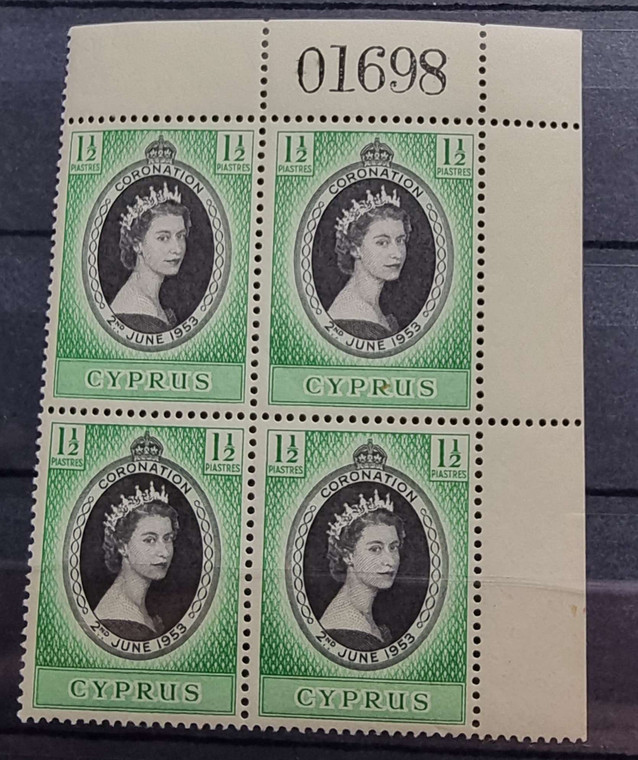 01698
1½ PIASTRES 1½ PIASTRES
CORONATION
2ND JUNE 1953
CYPRUS
1½ PIASTRES 1½ PIASTRES
CORONATION
2ND JUNE 1953
CYPRUS
1½ PIASTRES 1½ PIASTRES
CORONATION
2ND JUNE 1953
CYPRUS
1½ PIASTRES 1½ PIASTRES
CORONATION
2ND JUNE 1953
CYPRUS